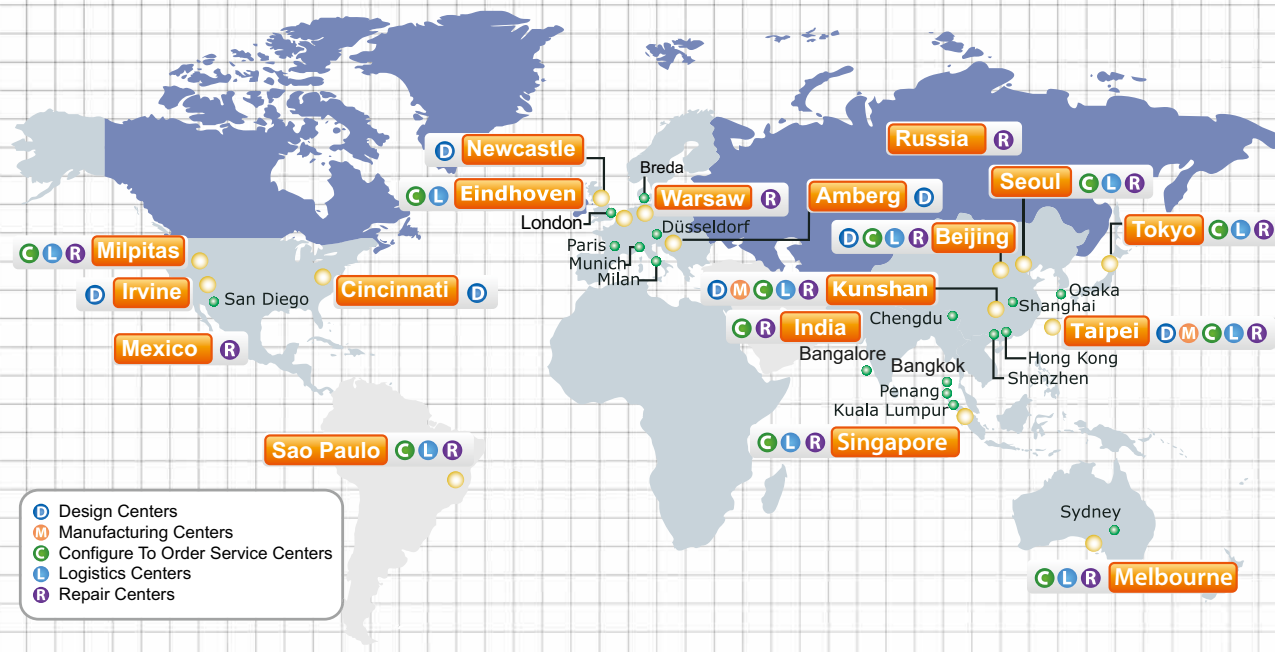 D Newcastle
Breda
C L Eindhoven
Warsaw R
Amberg D
Russia R
Seoul C L R
London
Düsseldorf
Paris
Munich
Milan
D C L R Beijing
Tokyo C L R
C L R Milpitas
D Irvine
San Diego
Cincinnati D
Mexico R
D M C L R Kunshan
Osaka
Shanghai
Chengdu
C R India
Taipei D M C L R
Bangalore
Bangkok
Hong Kong
Penang
Shenzhen
Kuala Lumpur
C L R Singapore
Sao Paulo C L R
Sydney
C L R Melbourne
D Design Centers
M Manufacturing Centers
C Configure To Order Service Centers
L Logistics Centers
R Repair Centers